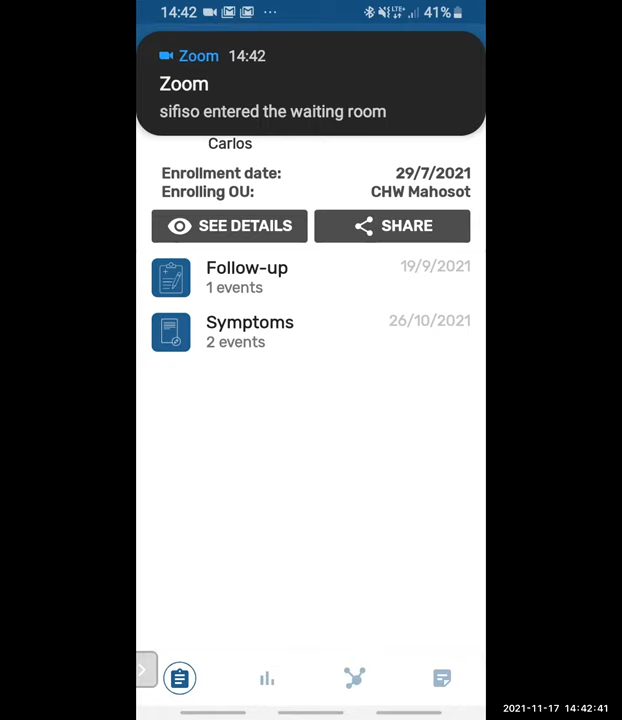 14:42 ... LTE+ 41%
Zoom 14:42
Zoom
sifiso entered the waiting room
Carlos
Enrollment date: 29/7/2021
Enrolling OU: CHW Mahosot
SEE DETAILS SHARE
Follow-up 19/9/2021
1 events
Symptoms 26/10/2021
2 events
2021-11-17 14:42:41